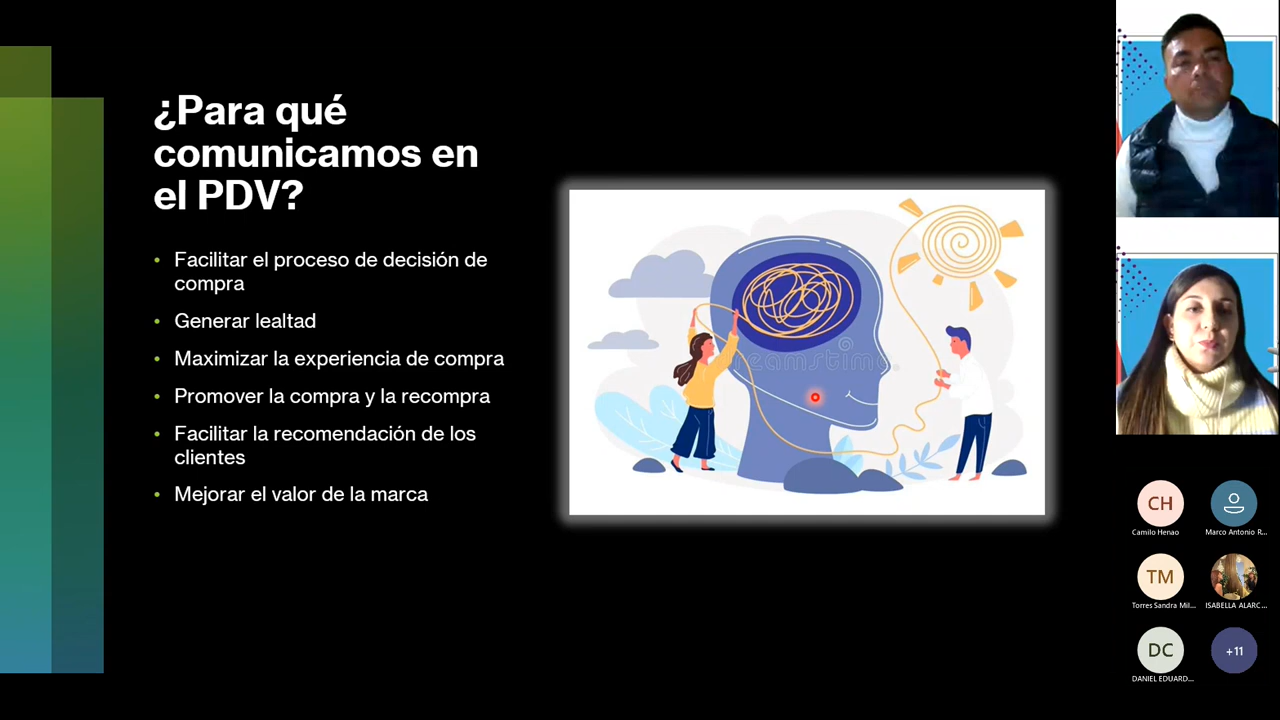 ¿Para qué
comunicamos en
el PDV?
• Facilitar el proceso de decisión de
compra
• Generar lealtad
• Maximizar la experiencia de compra
• Promover la compra y la recompra
• Facilitar la recomendación de los
clientes
• Mejorar el valor de la marca
dreamstime
CH
Camilo Henao
Marco Antonio R...
TM
Torres Sandra Mil...
ISABELLA ALARC...
DC
DANIEL EDUARD...
+11